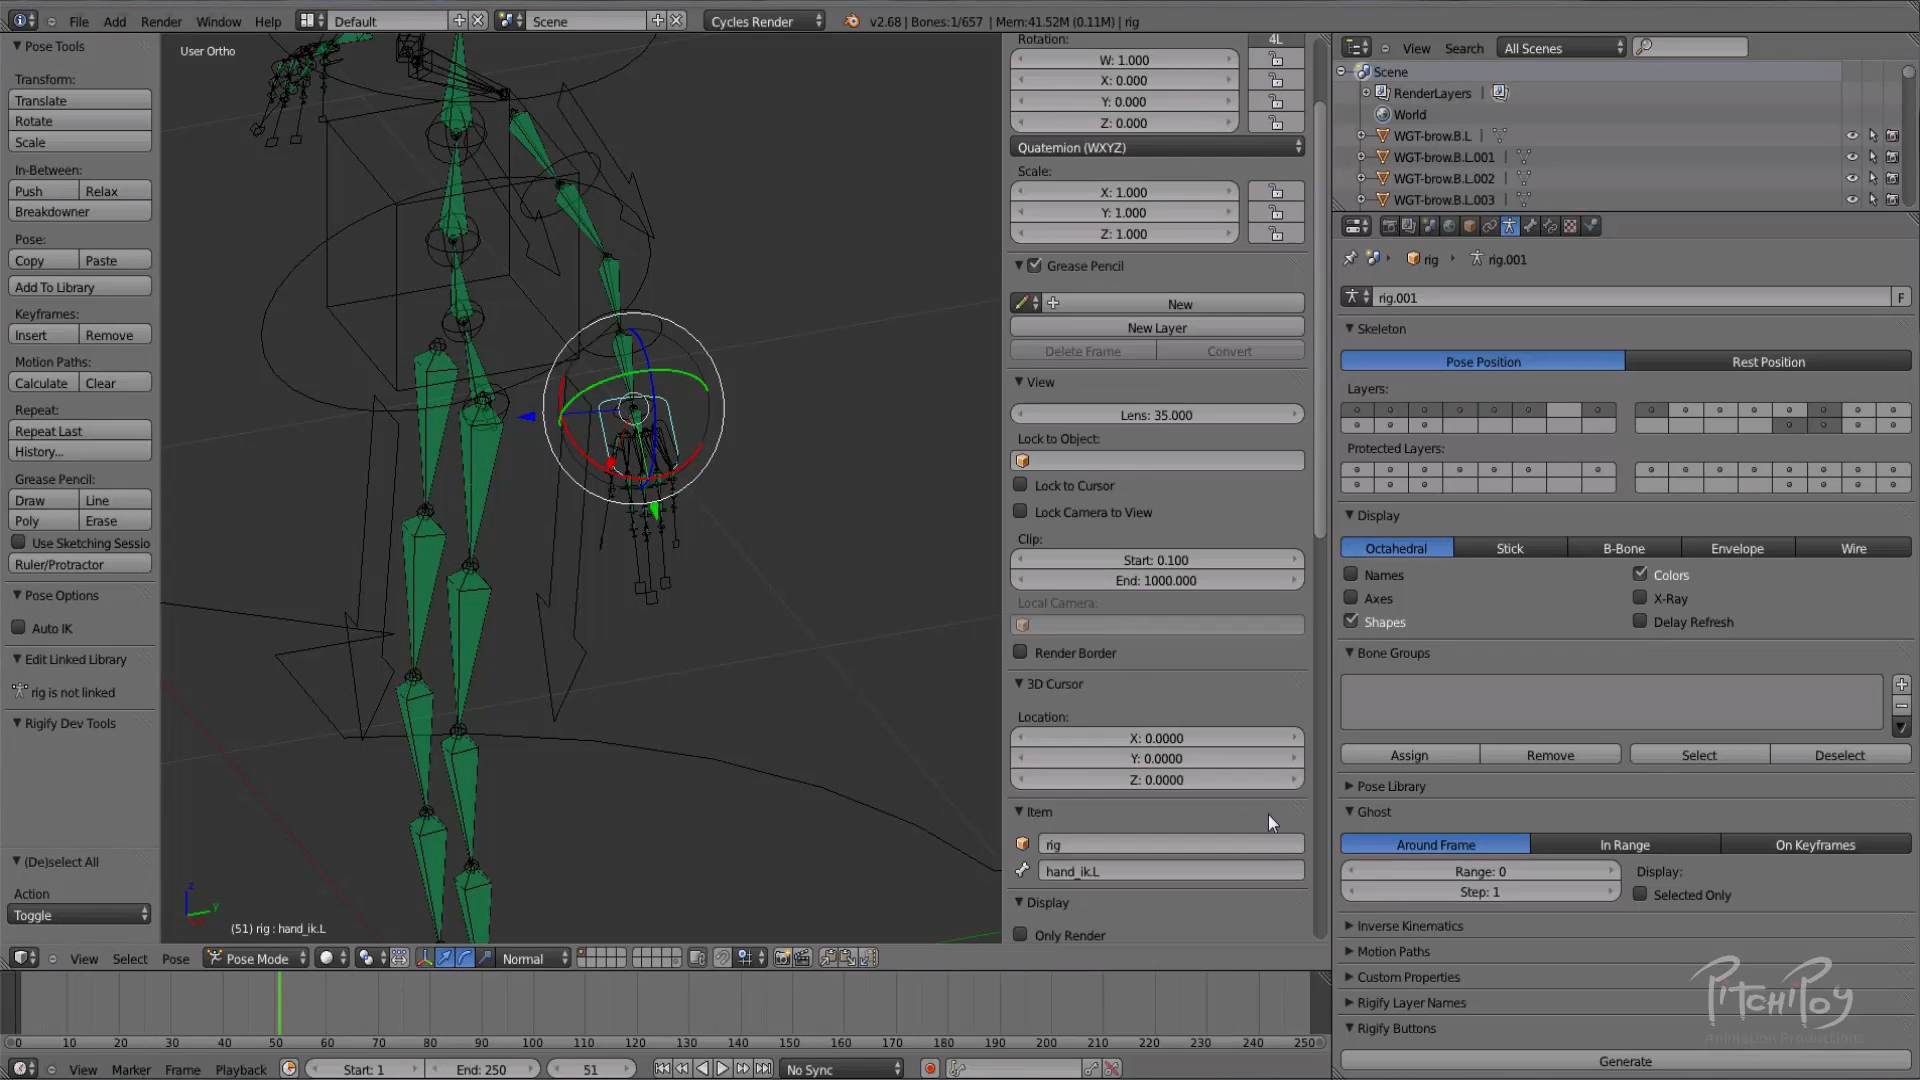 File Add Render Window Help Default Scene Cycles Render v2.68 | Bones:1/657 | Mem:41.52M (0.11M) | rig
Pose Tools
Transform:
Translate
Rotate
Scale
In-Between:
Push Relax
Breakdowner
Pose:
Copy Paste
Add To Library
Keyframes:
Insert Remove
Motion Paths:
Calculate Clear
Repeat:
Repeat Last
History...
Grease Pencil:
Draw Line
Poly Erase
Use Sketching Sessio
Ruler/Protractor
Pose Options
Auto IK
Edit Linked Library
rig is not linked
Rigify Dev Tools
(De)select All
Action
Toggle
User Ortho
z
y
(51) rig : hand_ik.L
View Select Pose Pose Mode Normal
Rotation: 4L
W: 1.000
X: 0.000
Y: 0.000
Z: 0.000
Quaternion (WXYZ)
Scale:
X: 1.000
Y: 1.000
Z: 1.000
Grease Pencil
New
New Layer
Delete Frame Convert
View
Lens: 35.000
Lock to Object:
Lock to Cursor
Lock Camera to View
Clip:
Start: 0.100
End: 1000.000
Local Camera:
Render Border
3D Cursor
Location:
X: 0.0000
Y: 0.0000
Z: 0.0000
Item
rig
hand_ik.L
Display
Only Render
View Search All Scenes
Scene
RenderLayers
World
WGT-brow.B.L
WGT-brow.B.L.001
WGT-brow.B.L.002
WGT-brow.B.L.003
rig rig.001
rig.001 F
Skeleton
Pose Position Rest Position
Layers:
Protected Layers:
Display
Octahedral Stick B-Bone Envelope Wire
Names Colors
Axes X-Ray
Shapes Delay Refresh
Bone Groups
Assign Remove Select Deselect
Pose Library
Ghost
Around Frame In Range On Keyframes
Range: 0 Display:
Step: 1 Selected Only
Inverse Kinematics
Motion Paths
Custom Properties
Rigify Layer Names
Rigify Buttons
Generate
PitchiPoy
Animation Productions
0 10 20 30 40 50 60 70 80 90 100 110 120 130 140 150 160 170 180 190 200 210 220 230 240 250
View Marker Frame Playback Start: 1 End: 250 51 No Sync